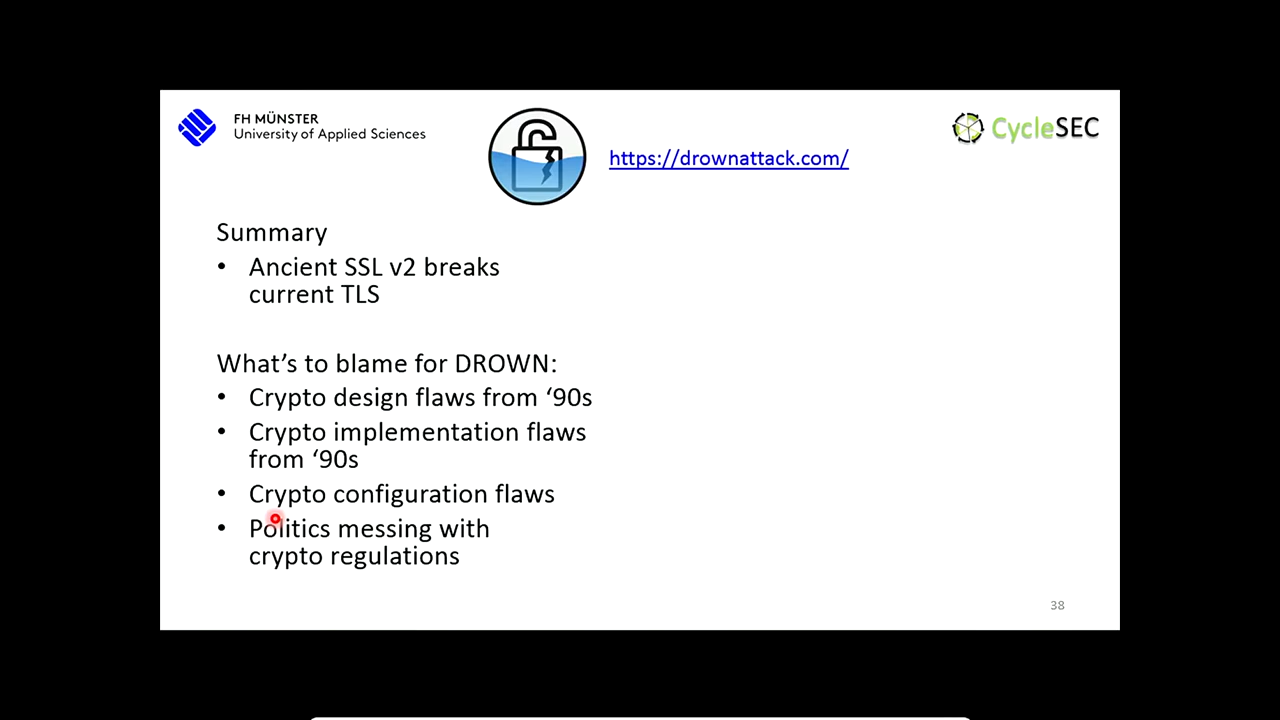 FH MÜNSTER
University of Applied Sciences
https://drownattack.com/
CycleSEC
Summary
• Ancient SSL v2 breaks
current TLS
What’s to blame for DROWN:
• Crypto design flaws from ‘90s
• Crypto implementation flaws
from ‘90s
• Crypto configuration flaws
• Politics messing with
crypto regulations
38